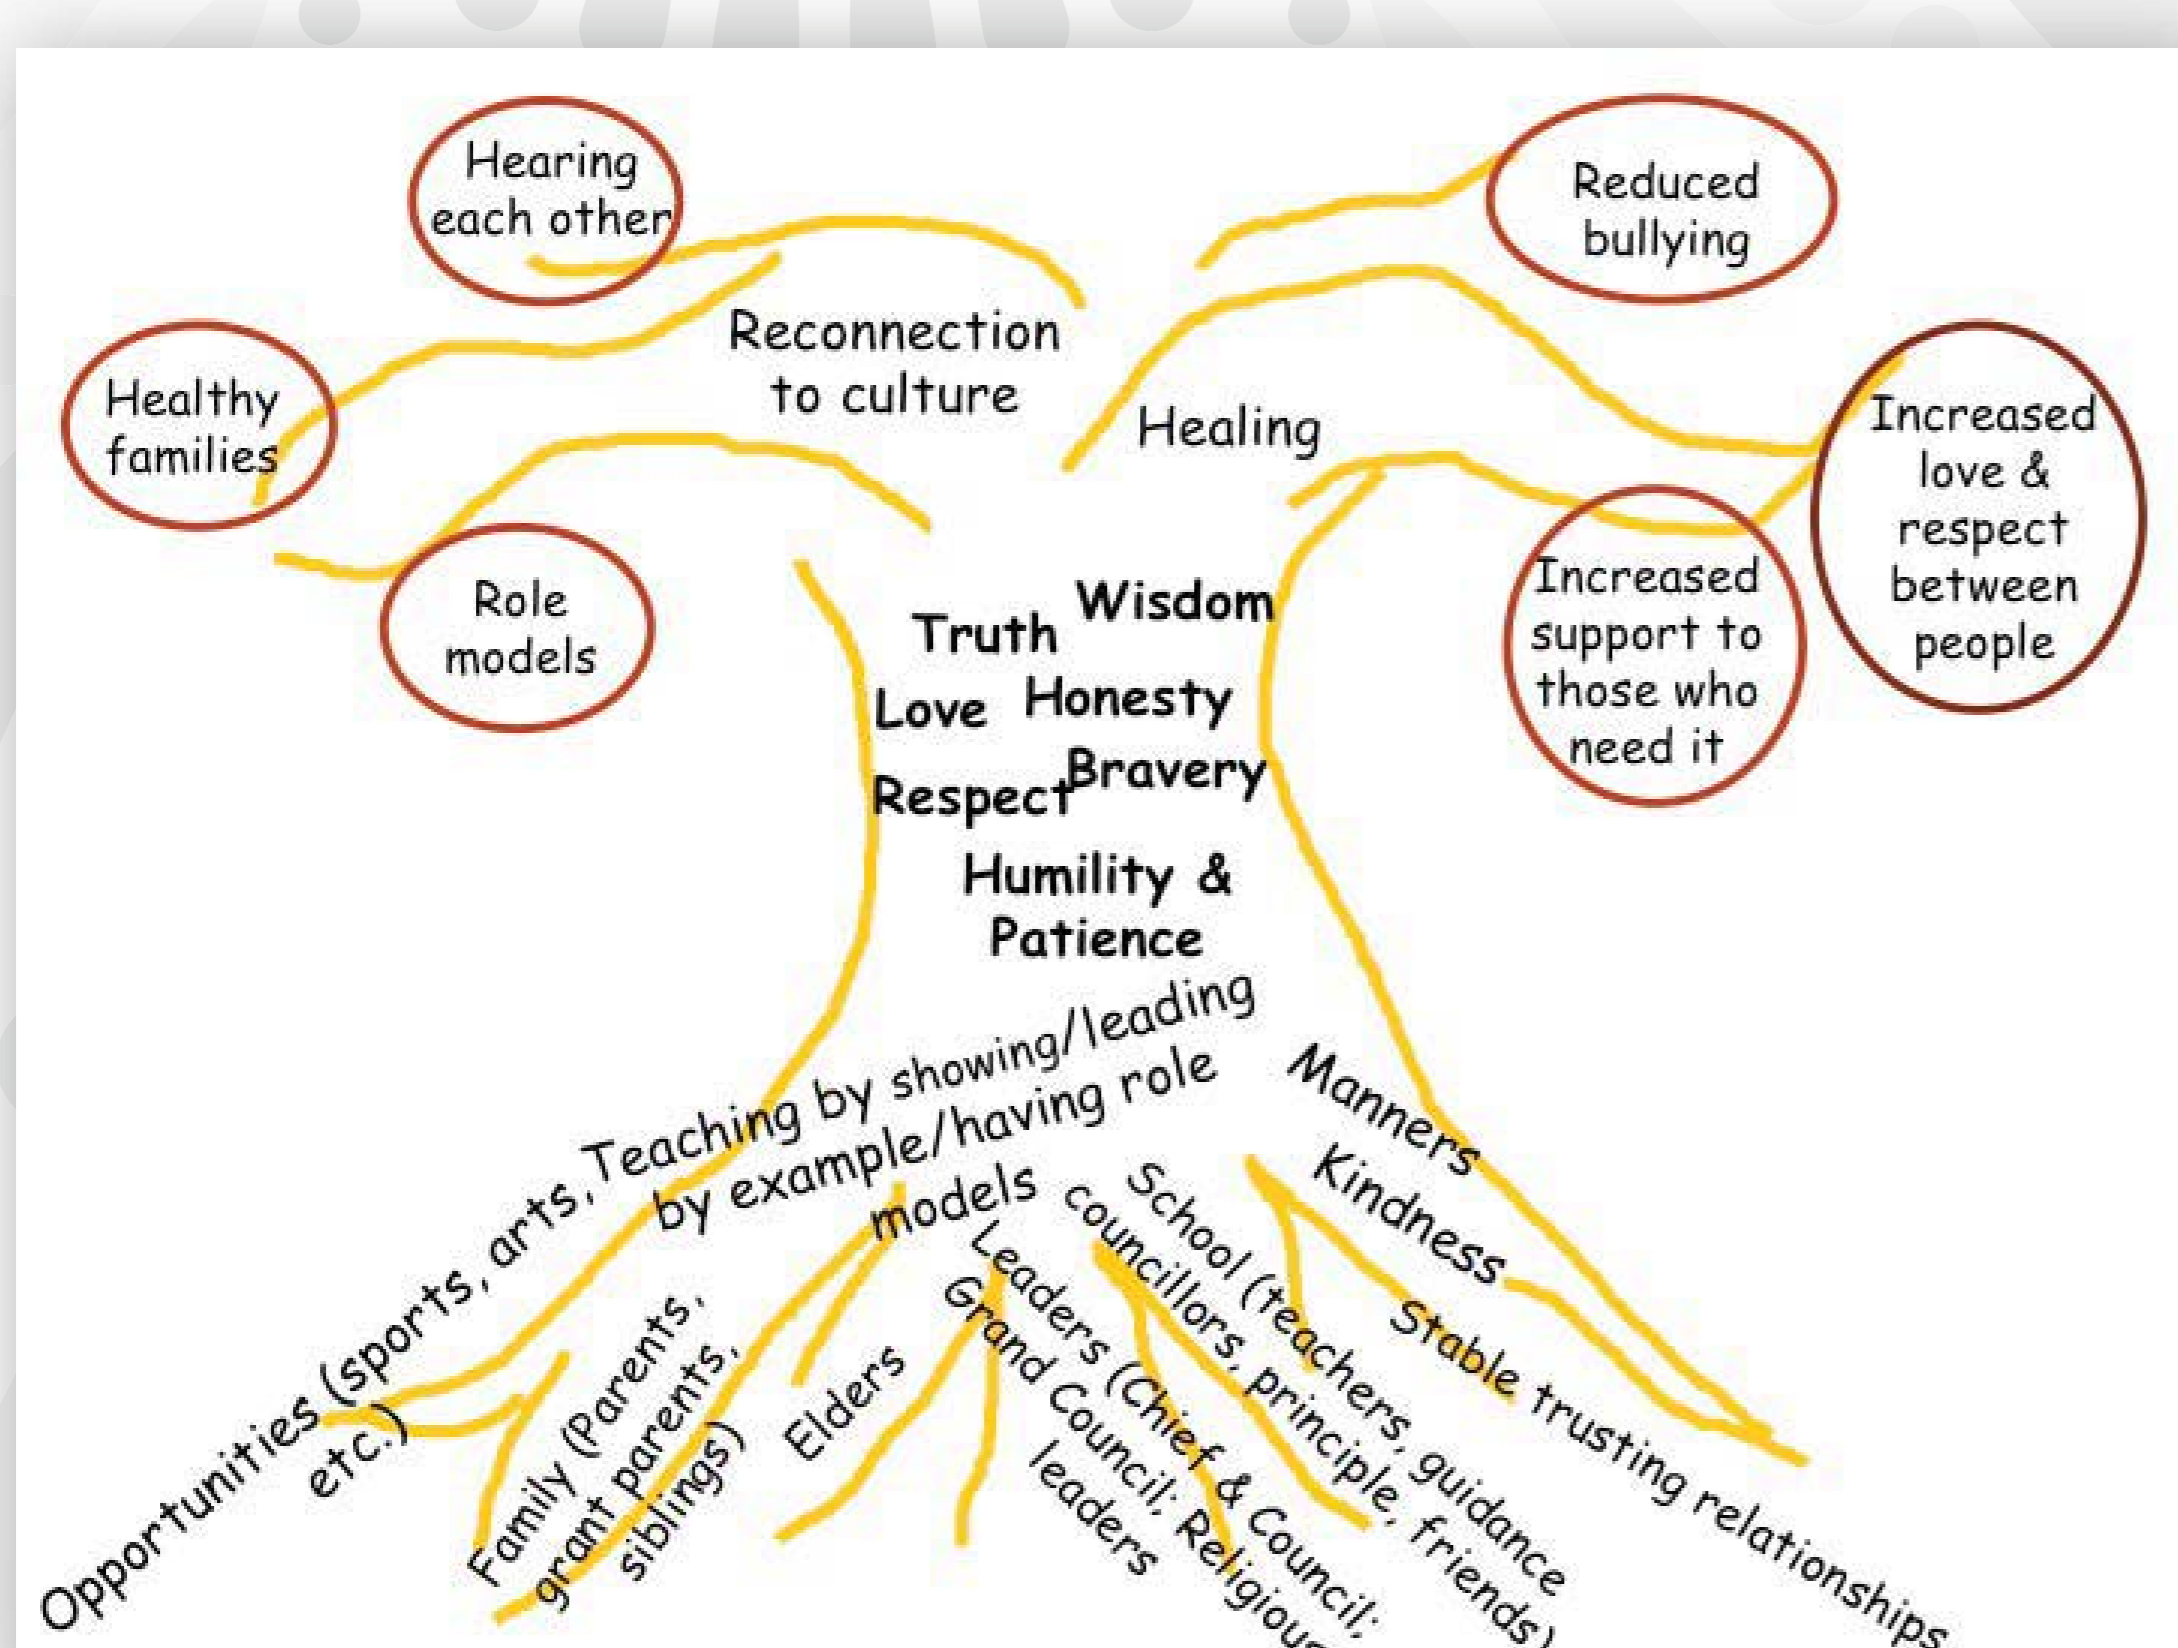 Hearing
each other
Reduced
bullying
Healthy
families
Reconnection
to culture
Healing
Increased
love &
respect
between
people
Role
models
Increased
support to
those who
need it
Wisdom
Truth
Love
Honesty
Respect
Bravery
Humility &
Patience
Teaching by showing/leading
by example/having role
models
Manners
Kindness
Stable trusting relationships
Opportunities (sports, arts,
etc.)
Family (Parents,
grant parents,
siblings)
Elders
Leaders (Chief & Council;
Grand Council; Religious
leaders
School (teachers, guidance
councillors, principle, friends)